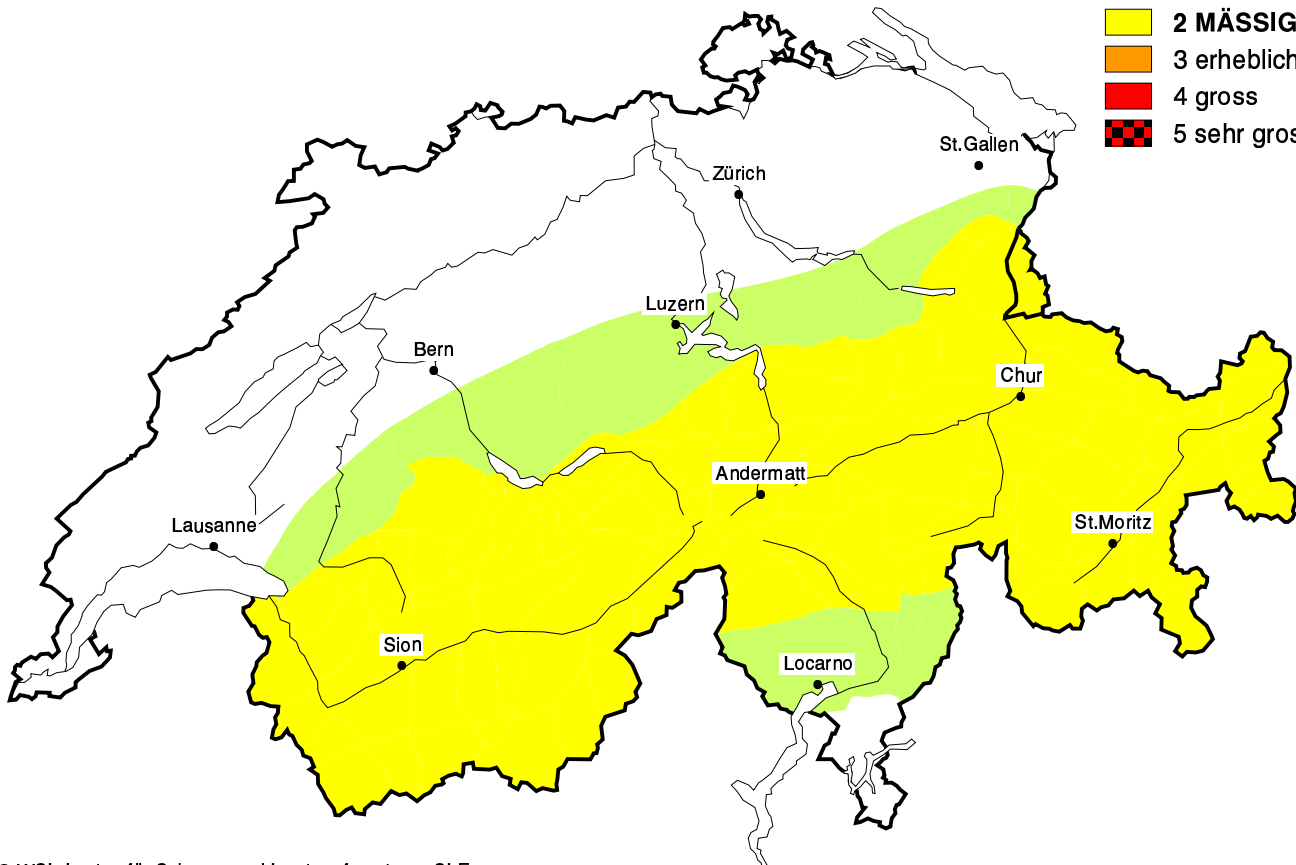 2 MÄSSIG
3 erheblich
4 gross
5 sehr gros
St.Gallen
Zürich
Luzern
Bern
Chur
Andermatt
Lausanne
St.Moritz
Sion
Locarno